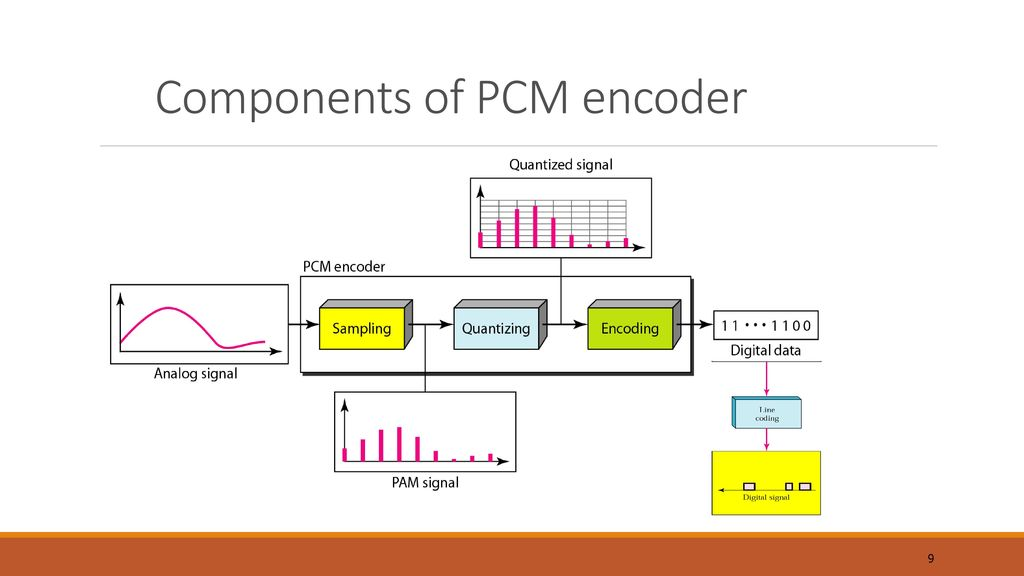 Components of PCM encoder
Quantized signal
PCM encoder
Sampling
Quantizing
Encoding
1 1 • • • 1 1 0 0
Digital data
Analog signal
Line
coding
PAM signal
Digital signal
9